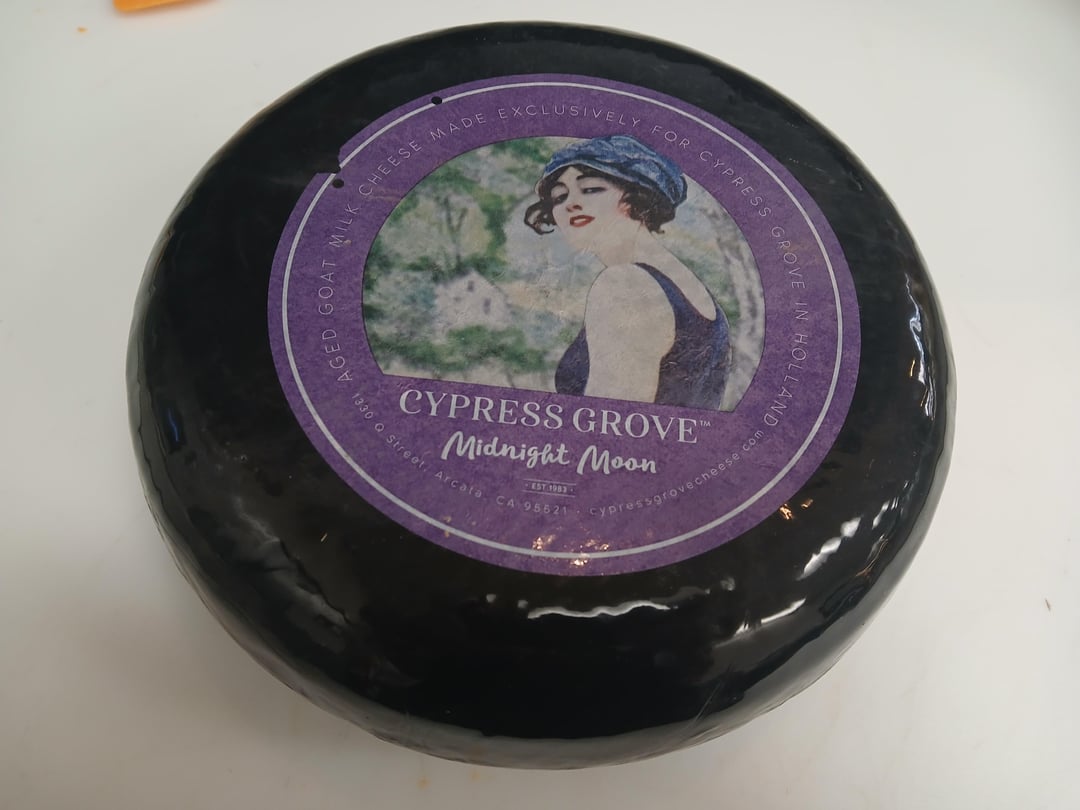 AGED GOAT MILK CHEESE MADE EXCLUSIVELY FOR CYPRESS GROVE IN HOLLAND
CYPRESS GROVE™
Midnight Moon
· EST 1983 ·
1330 Q Street, Arcata, CA 95521 · cypressgrovecheese.com